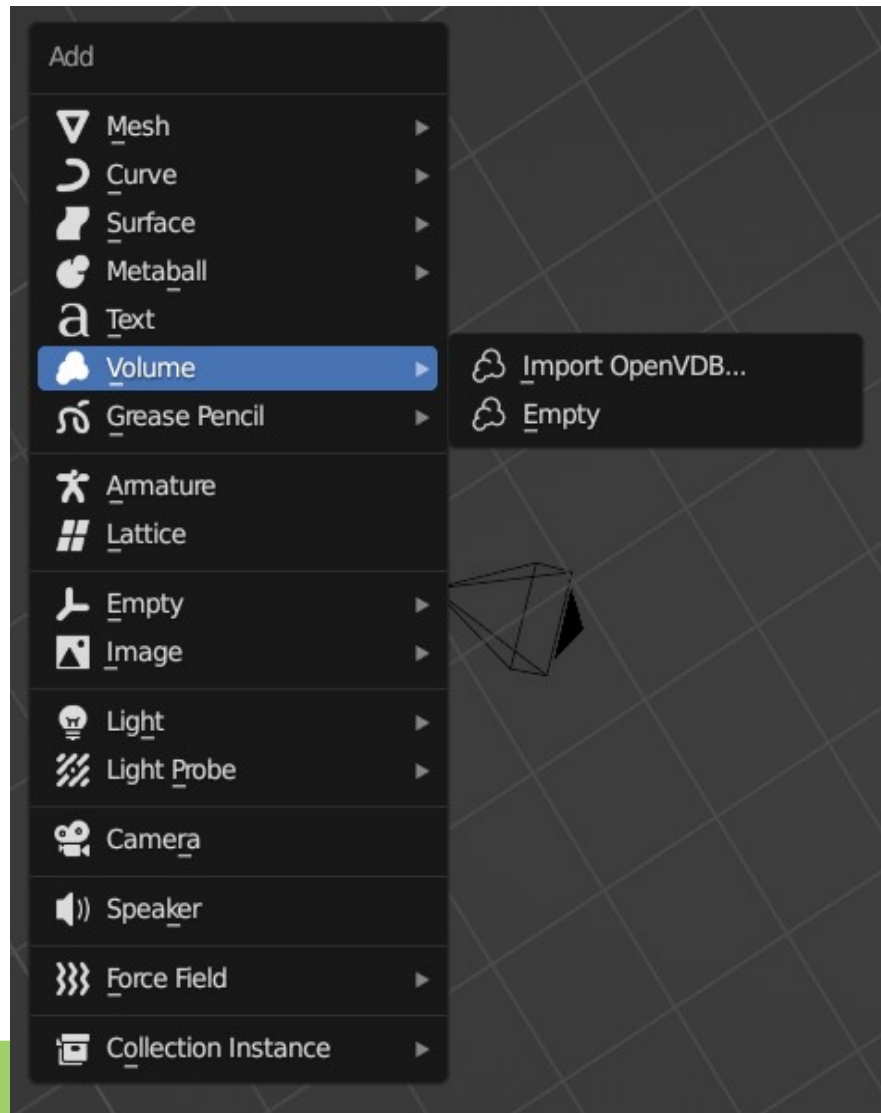 Add
Mesh
Curve
Surface
Metaball
Text
Volume
Import OpenVDB...
Empty
Grease Pencil
Armature
Lattice
Empty
Image
Light
Light Probe
Camera
Speaker
Force Field
Collection Instance